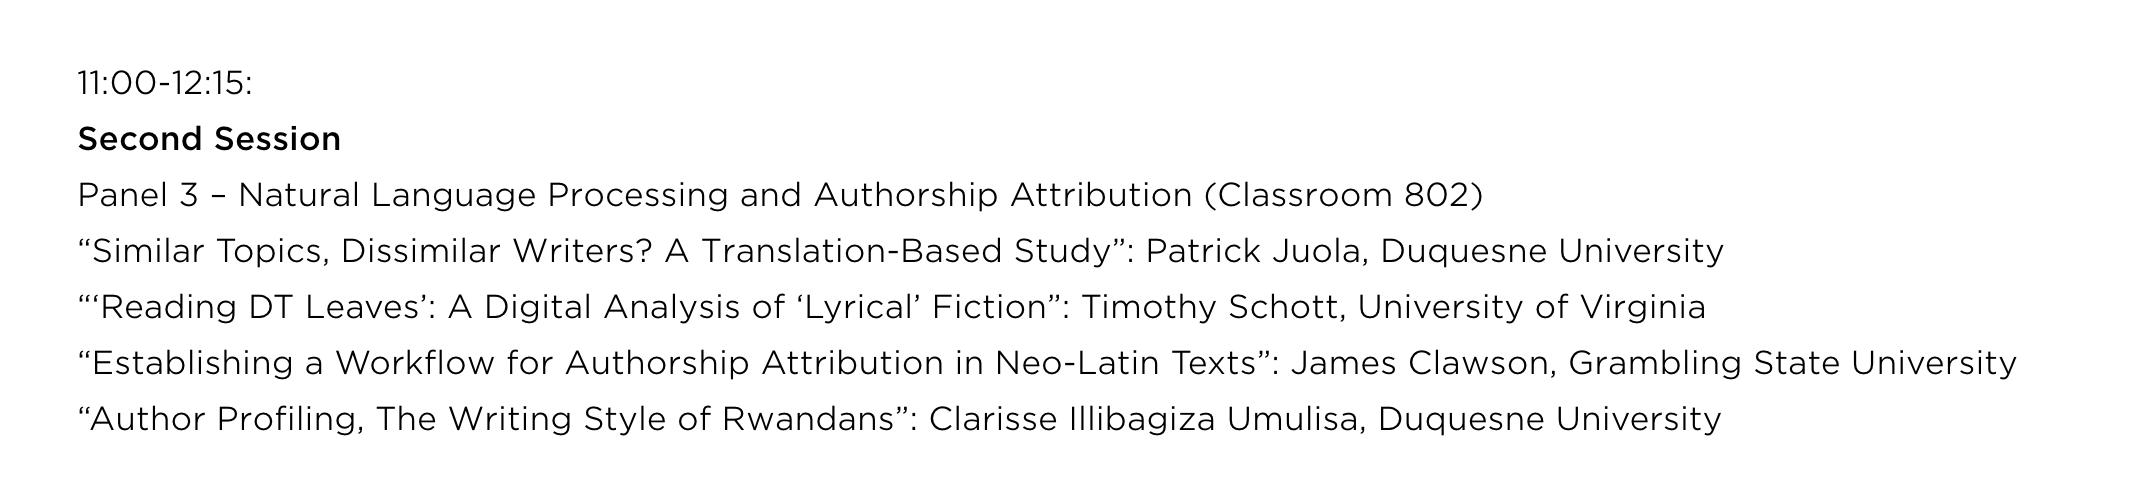 11:00-12:15:
Second Session
Panel 3 – Natural Language Processing and Authorship Attribution (Classroom 802)
“Similar Topics, Dissimilar Writers? A Translation-Based Study”: Patrick Juola, Duquesne University
“‘Reading DT Leaves’: A Digital Analysis of ‘Lyrical’ Fiction”: Timothy Schott, University of Virginia
“Establishing a Workflow for Authorship Attribution in Neo-Latin Texts”: James Clawson, Grambling State University
“Author Profiling, The Writing Style of Rwandans”: Clarisse Illibagiza Umulisa, Duquesne University